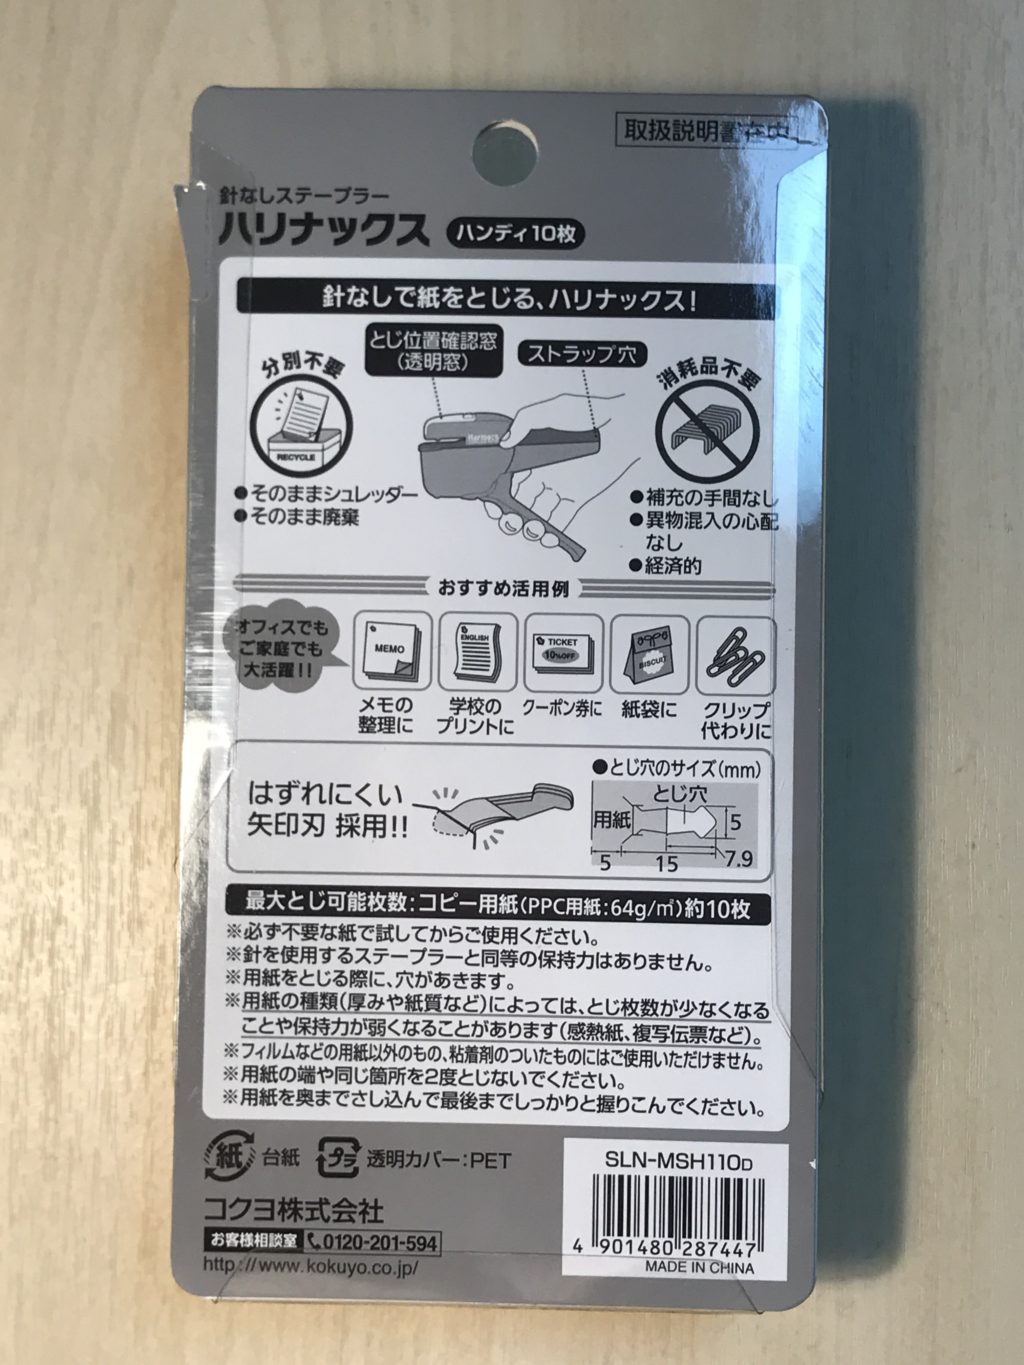 取扱説明書在中
針なしステープラー
ハリナックス ハンディ10枚
針なしで紙をとじる、ハリナックス!
分別不要
RECYCLE
●そのままシュレッダー
●そのまま廃棄
とじ位置確認窓
(透明窓)
ストラップ穴
消耗品不要
●補充の手間なし
●異物混入の心配
なし
●経済的
おすすめ活用例
オフィスでも
ご家庭でも
大活躍!!
MEMO
メモの
整理に
ENGLISH
学校の
プリントに
TICKET
10%OFF
クーポン券に
BISCUIT
紙袋に
クリップ
代わりに
はずれにくい
矢印刃 採用!!
●とじ穴のサイズ(mm)
とじ穴
用紙
5
5 15 7.9
最大とじ可能枚数:コピー用紙(PPC用紙:64g/㎡)約10枚
※必ず不要な紙で試してからご使用ください。
※針を使用するステープラーと同等の保持力はありません。
※用紙をとじる際に、穴があきます。
※用紙の種類(厚みや紙質など)によっては、とじ枚数が少なくなる
ことや保持力が弱くなることがあります(感熱紙、複写伝票など)。
※フィルムなどの用紙以外のもの、粘着剤のついたものにはご使用いただけません。
※用紙の端や同じ箇所を2度とじないでください。
※用紙を奥までさし込んで最後までしっかりと握りこんでください。
紙 台紙 プラ 透明カバー:PET
コクヨ株式会社
お客様相談室 0120-201-594
http://www.kokuyo.co.jp/
SLN-MSH110D
4 901480 287447
MADE IN CHINA